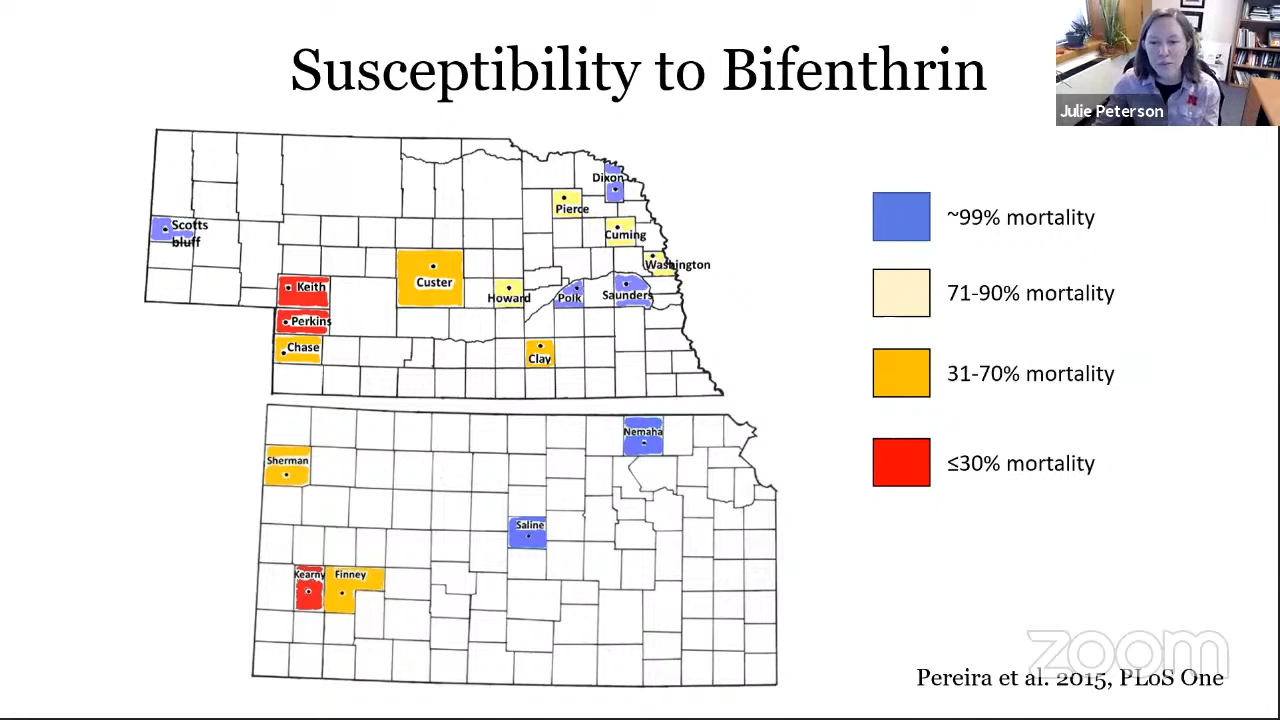 Susceptibility to Bifenthrin
Julie Peterson
Dixon
Pierce
Scotts
bluff
Cuming
Washington
Custer
Keith
Howard
Polk
Saunders
Perkins
Chase
Clay
~99% mortality
71-90% mortality
31-70% mortality
≤30% mortality
Nemaha
Sherman
Saline
Kearny
Finney
zoom
Pereira et al. 2015, PLoS One